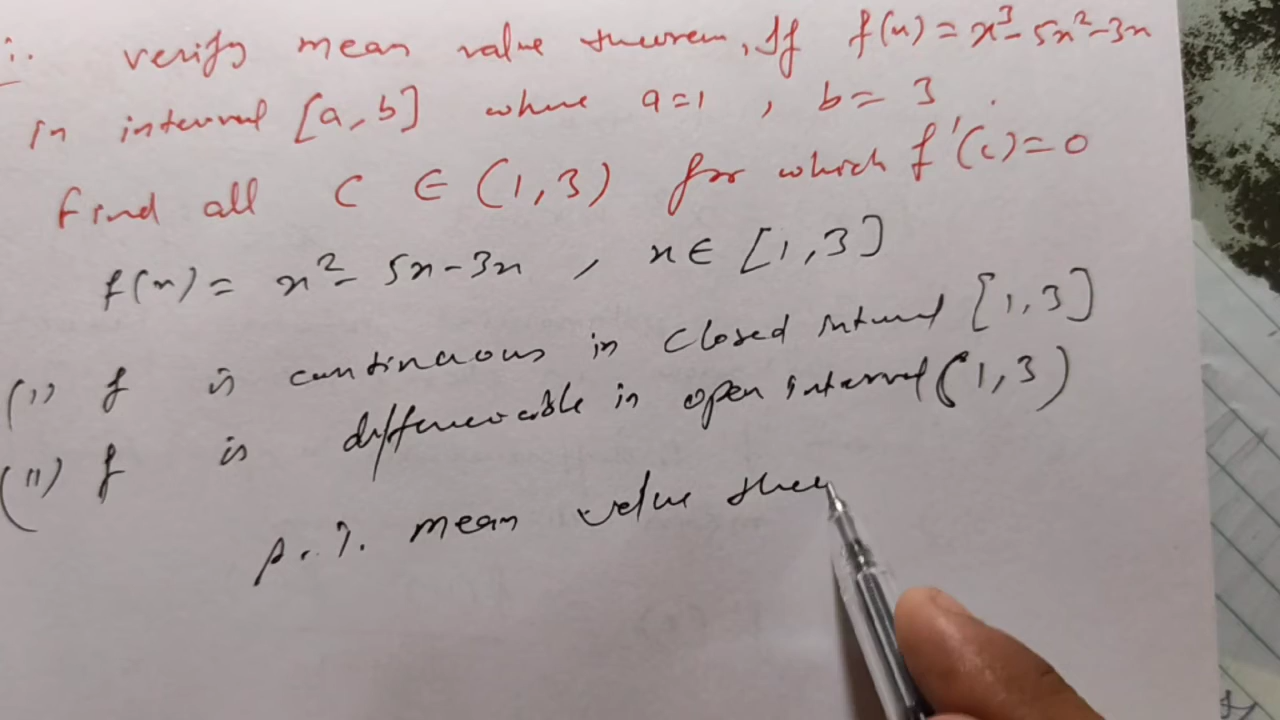 verify mean value theorem, If f(x) = x³ - 5x² - 3x
in interval [a, b] where a = 1 , b = 3 .
Find all C ∈ (1, 3) for which f'(c) = 0
f(x) = x² - 5x - 3x , x ∈ [1, 3]
(i) f is continuous in closed interval [1, 3]
(ii) f is differenciable in open interval (1, 3)
mean value theo